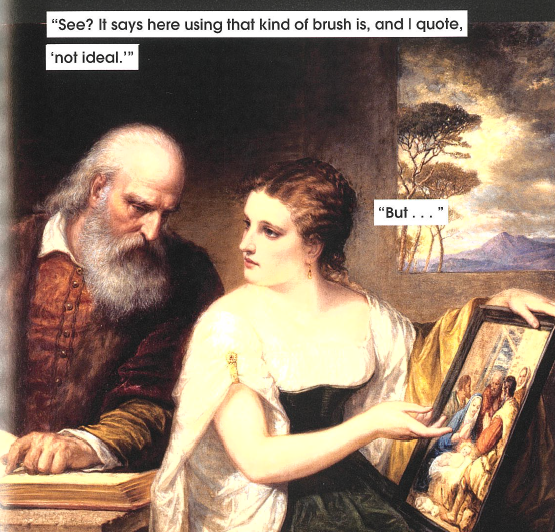 “See? It says here using that kind of brush is, and I quote,
‘not ideal.’”
“But . . . ”